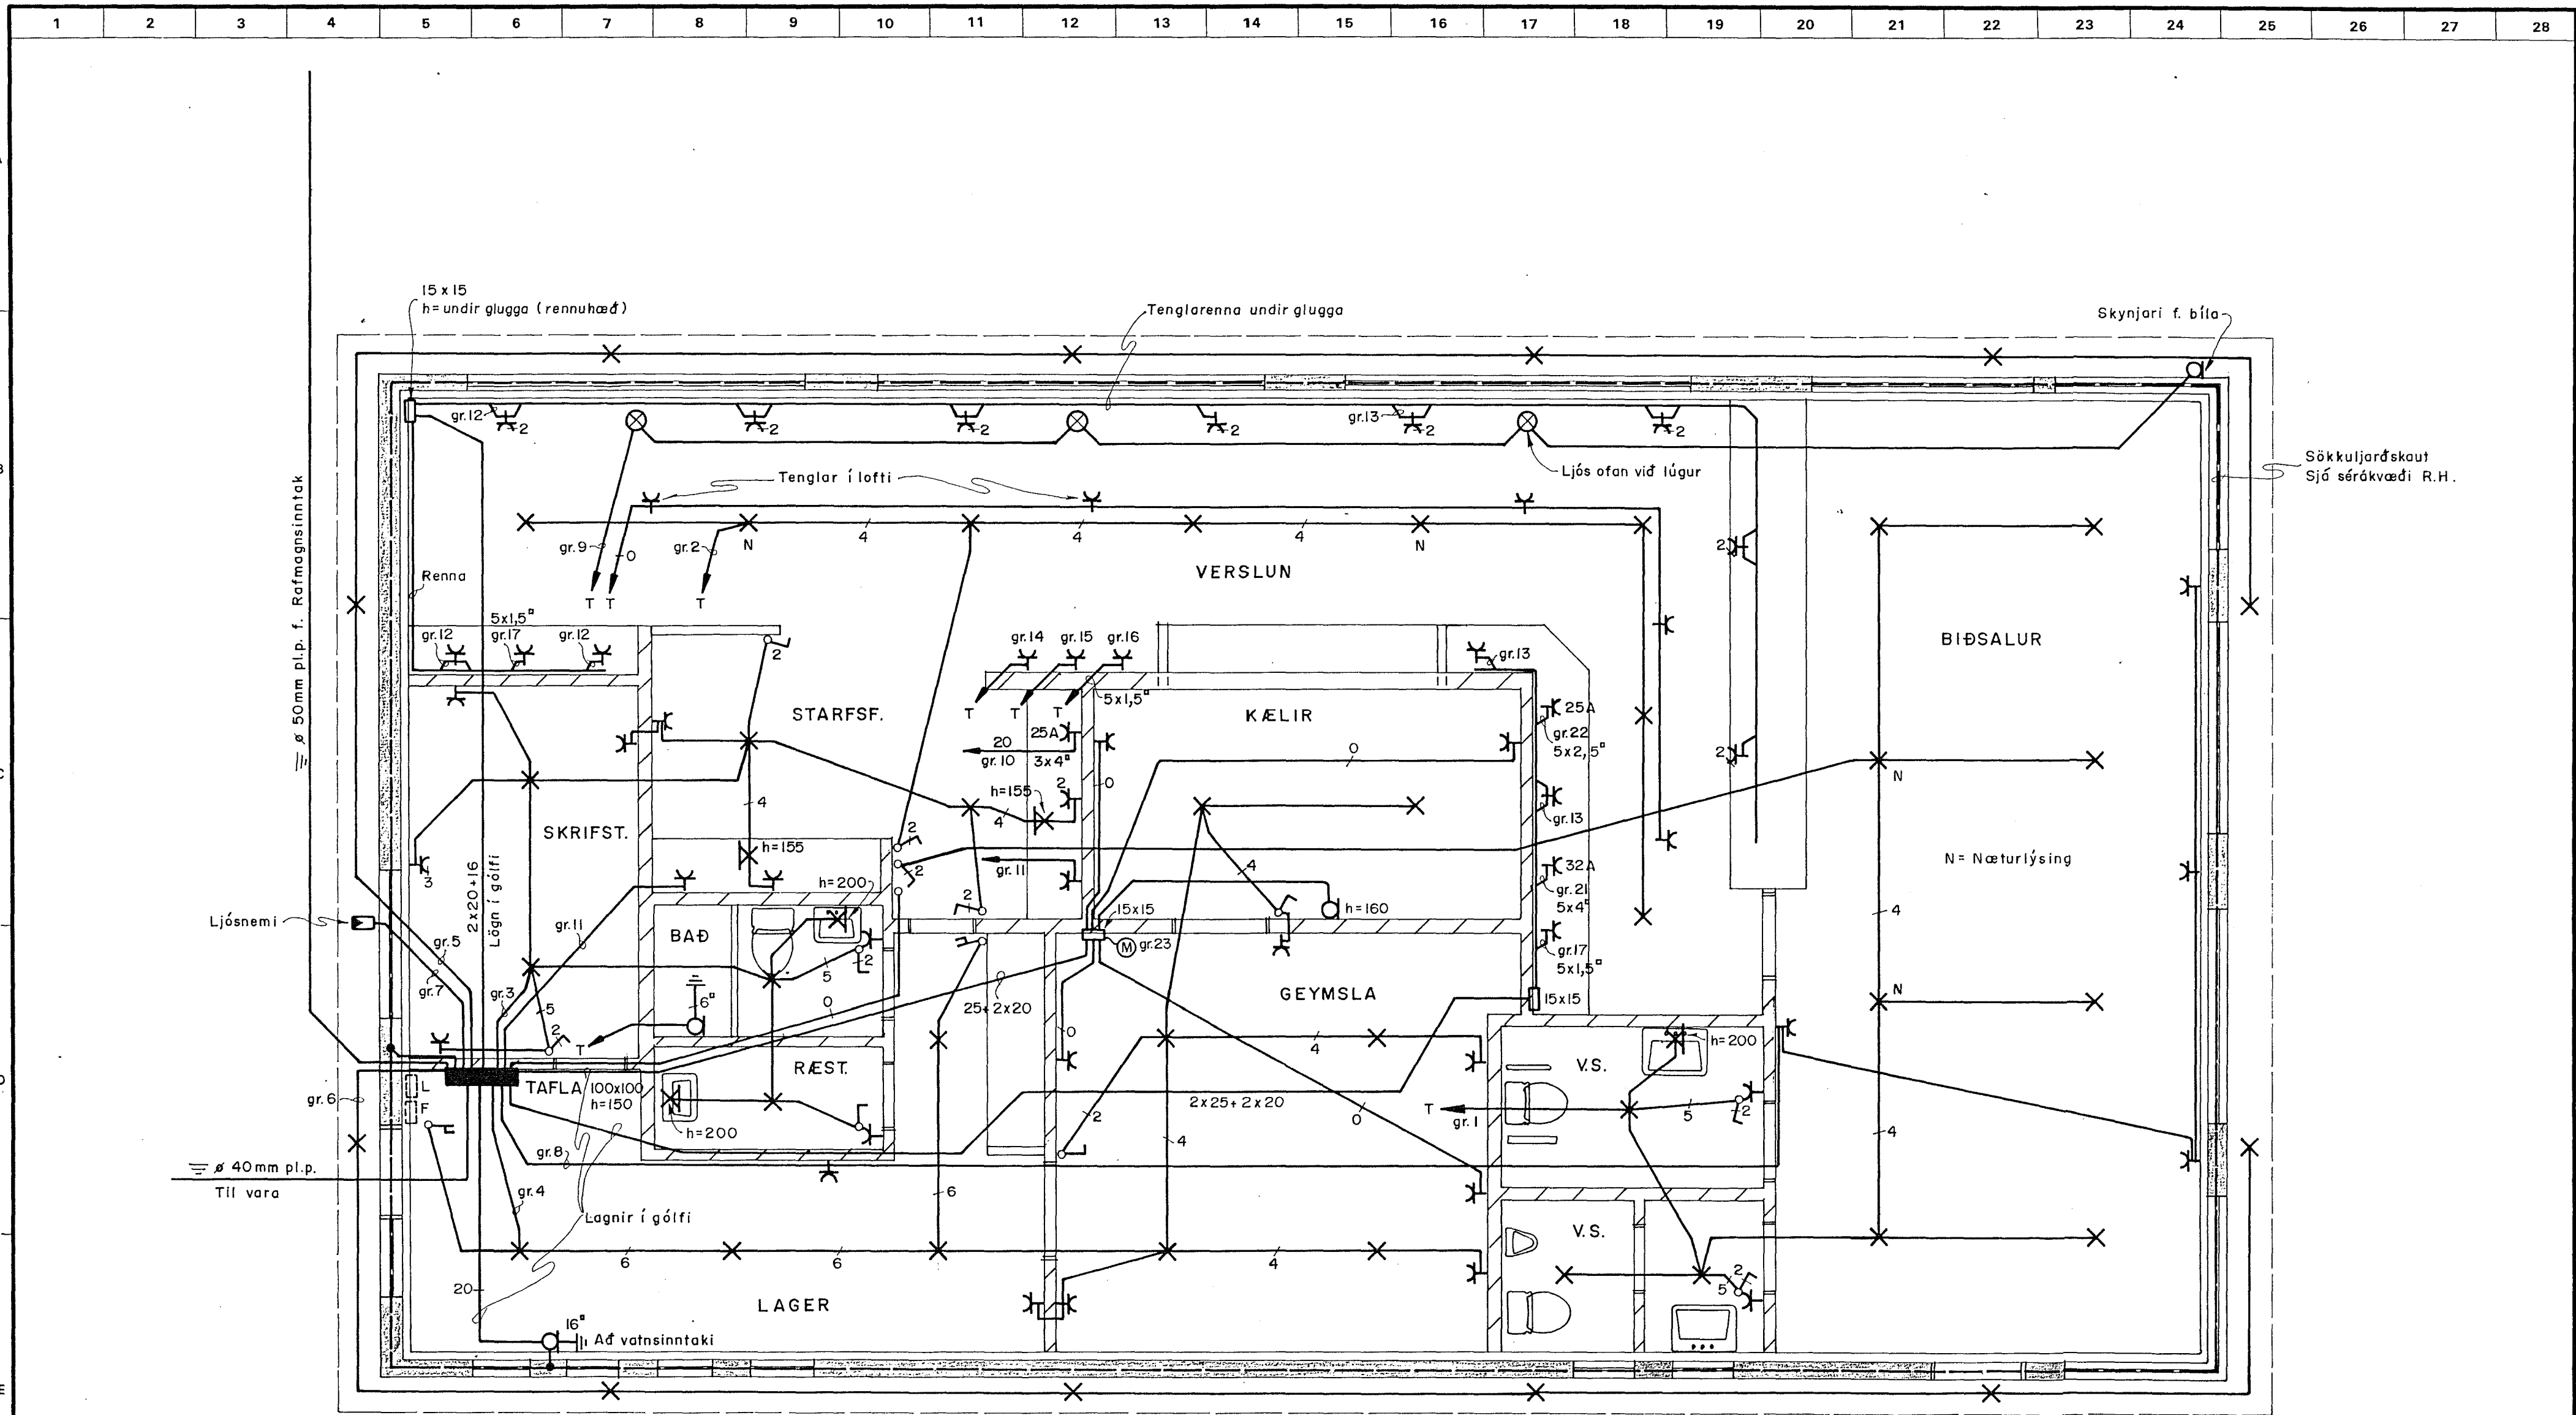 1 2 3 4 5 6 7 8 9 10 11 12 13 14 15 16 17 18 19 20 21 22 23 24 25 26 27 28
B
C
D
E
15 x 15
h= undir glugga (rennuhæð)
Tenglarenna undir glugga
Skynjari f. bíla
gr.12
2
2
2
2
gr.13
2
2
Ljós ofan við lúgur
Tenglar í lofti
Sökkuljarðskaut
Sjá sérákvæði R.H.
ø 50mm pl.p. f. Rafmagnsinntak
gr.9
0
gr.2
N
4
4
4
N
2
T T
T
VERSLUN
Renna
5x1,5▫
gr.12 gr.17 gr.12
2
gr.14 gr.15 gr.16
gr.13
BIÐSALUR
STARFSF.
T
T
T
5x1,5▫
KÆLIR
25A
gr.22
5x2,5▫
25A
20
gr.10 3x4▫
0
2
N
h=155
2
4
0
4
gr.13
SKRIFST.
h=155
2
2
gr.11
4
32A
gr.21
5x4▫
N= Næturlýsing
3
2x20+16
Lögn í gólfi
h=200
2
15x15
h=160
4
Ljósnemi
gr.11
BAÐ
M gr.23
gr.17
5x1,5▫
gr.5
gr.7
gr.3
5
2
5
2
0
6▫
25+2x20
GEYMSLA
15x15
N
T
0
4
V.S.
h=200
RÆST.
L
F
TAFLA
100x100
h=150
gr.6
h=200
2
2x25+2x20
0
T
gr.1
5
2
4
4
gr.8
ø 40mm pl.p.
Til vara
gr.4
Lagnir í gólfi
6
V.S.
6
6
4
2
5
20
LAGER
16▫
Að vatnsinntaki